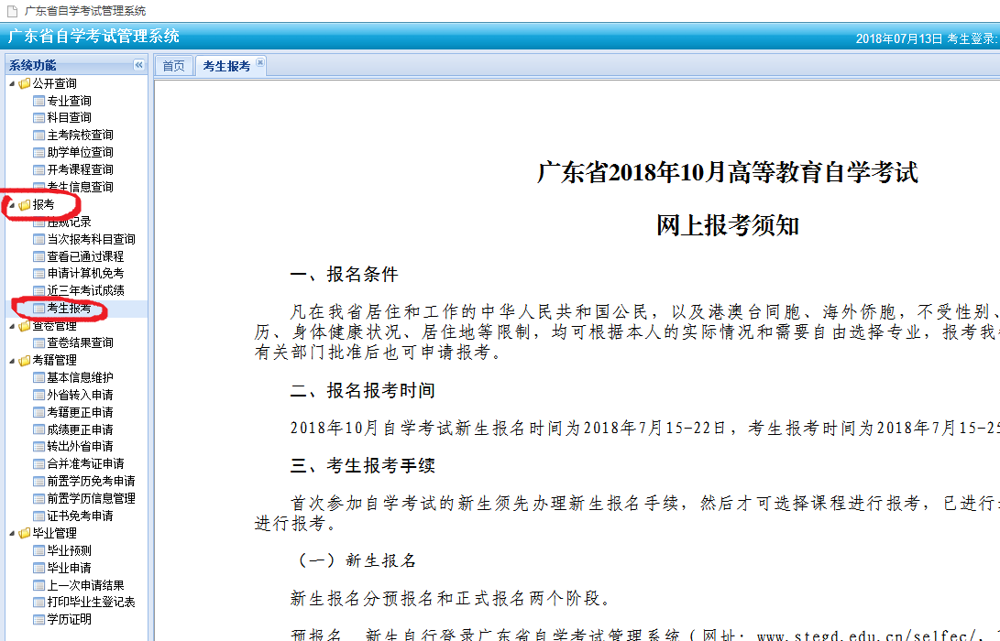 广东省自学考试管理系统
广东省自学考试管理系统
2018年07月13日 考生登录:
系统功能
首页 考生报考
公开查询
专业查询
科目查询
主考院校查询
助学单位查询
开考课程查询
考生信息查询
报考
违规记录
当次报考科目查询
查看已通过课程
申请计算机免考
近三年考试成绩
考生报考
查卷管理
查卷结果查询
考籍管理
基本信息维护
外省转入申请
考籍更正申请
成绩更正申请
转出外省申请
合并准考证申请
前置学历免考申请
前置学历信息管理
证书免考申请
毕业管理
毕业预测
毕业申请
上一次申请结果
打印毕业生登记表
学历证明
广东省2018年10月高等教育自学考试
网上报考须知
一、报名条件
凡在我省居住和工作的中华人民共和国公民，以及港澳台同胞、海外侨胞，不受性别、
历、身体健康状况、居住地等限制，均可根据本人的实际情况和需要自由选择专业，报考我
有关部门批准后也可申请报考。
二、报名报考时间
2018年10月自学考试新生报名时间为2018年7月15-22日，考生报考时间为2018年7月15-25
三、考生报考手续
首次参加自学考试的新生须先办理新生报名手续，然后才可选择课程进行报考，已进行
进行报考。
（一）新生报名
新生报名分预报名和正式报名两个阶段。
预报名 新生自行登录广东省自学考试管理系统（网址：www.stegd.edu.cn/selfec/，